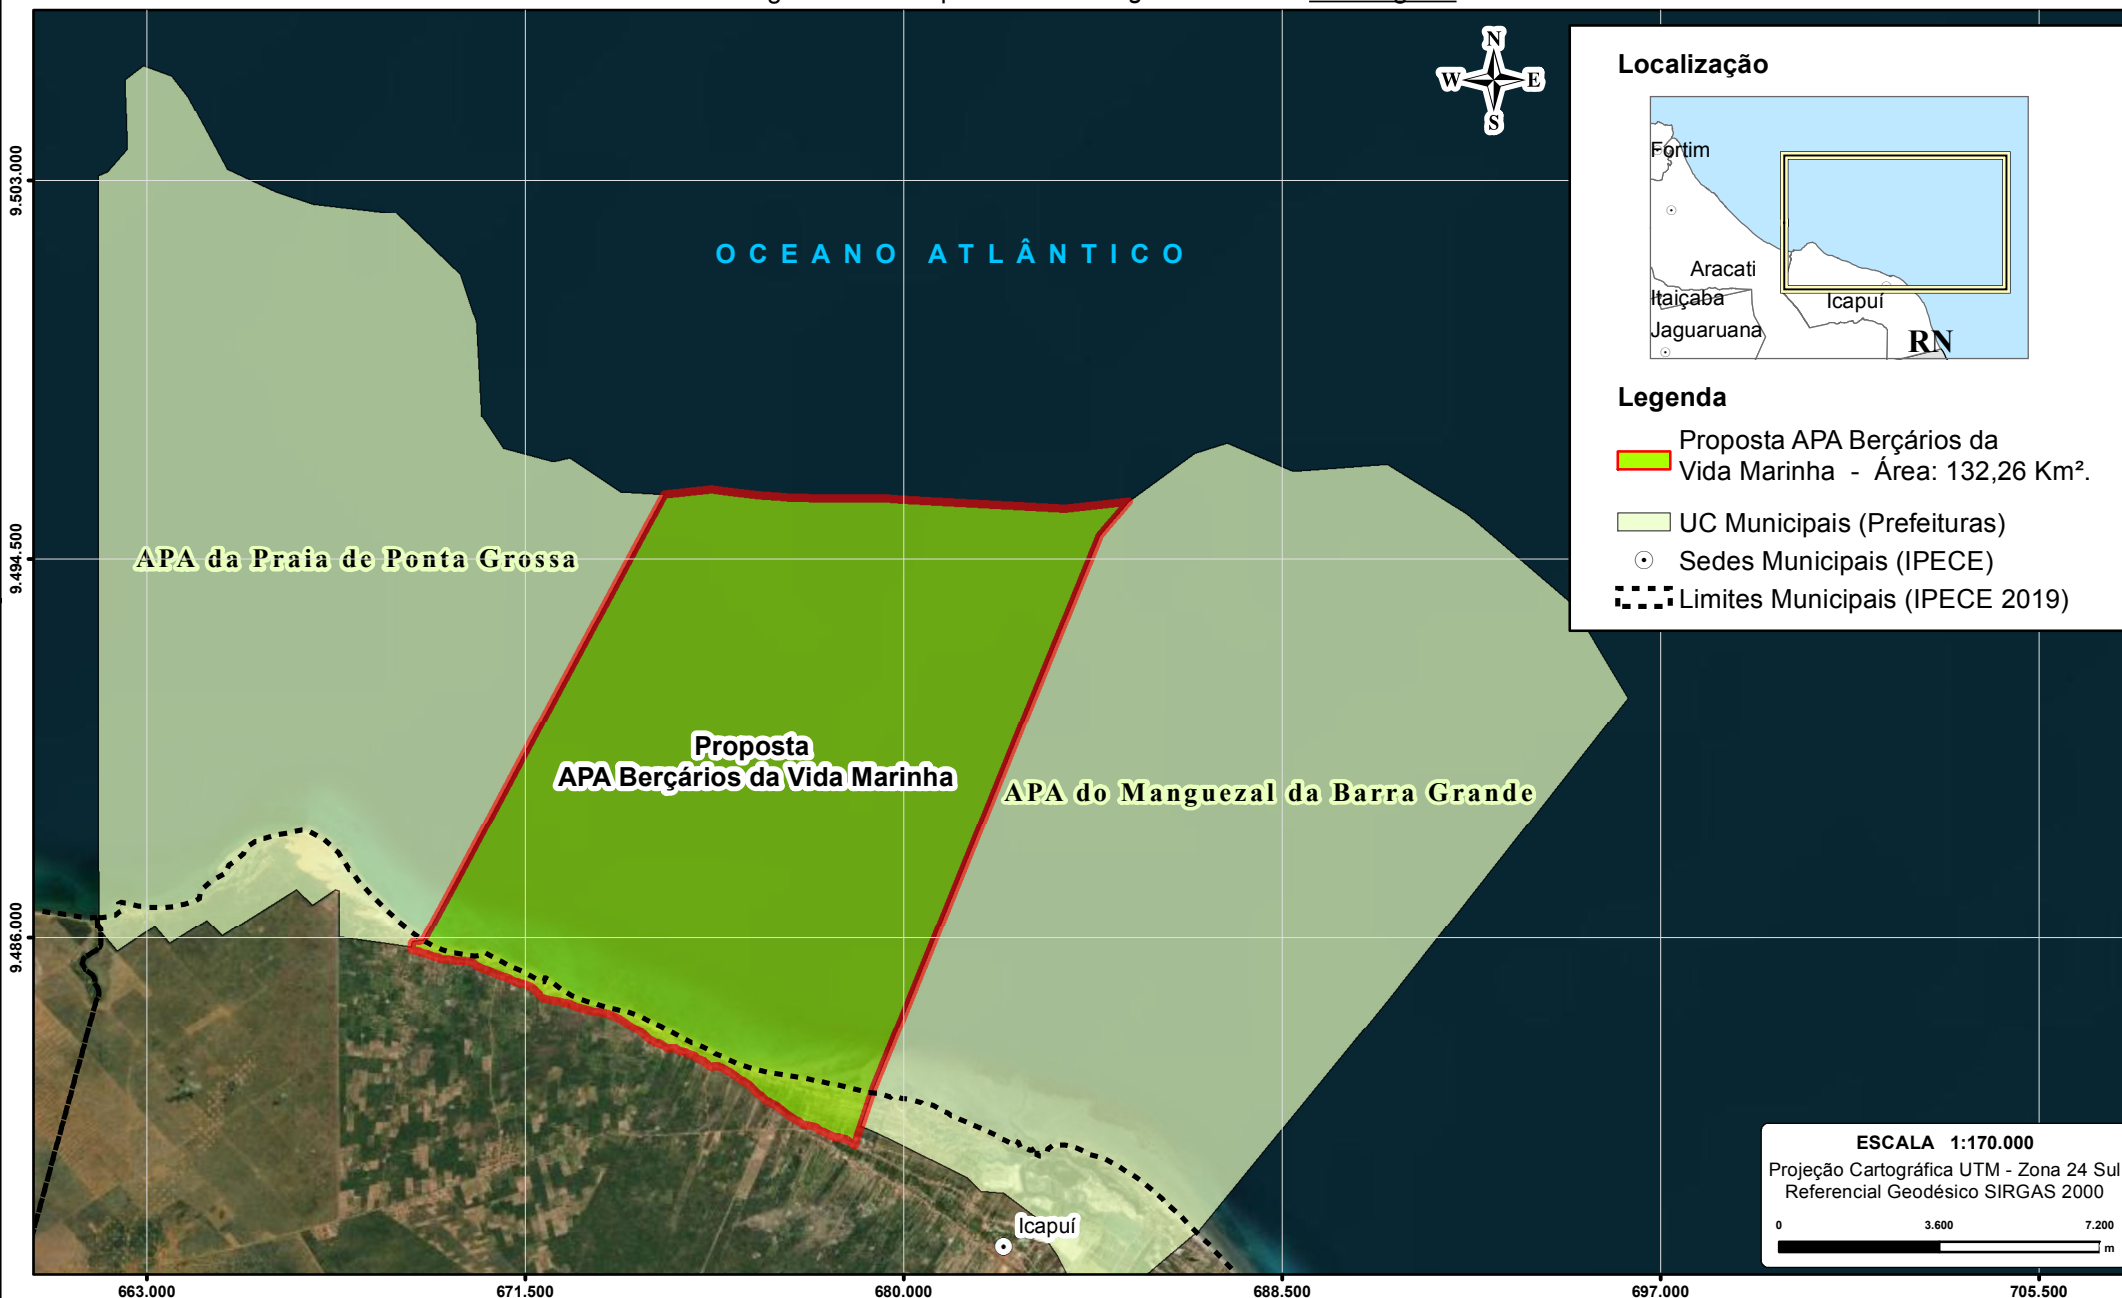 N
W E
S
OCEANO ATLÂNTICO
APA da Praia de Ponta Grossa
Proposta
APA Berçários da Vida Marinha
APA do Manguezal da Barra Grande
Icapuí
9.503.000
9.494.500
9.486.000
663.000
671.500
680.000
688.500
697.000
705.500
Localização
Fortim
Aracati
Itaiçaba
Icapuí
Jaguaruana
RN
Legenda
Proposta APA Berçários da
Vida Marinha - Área: 132,26 Km².
UC Municipais (Prefeituras)
Sedes Municipais (IPECE)
Limites Municipais (IPECE 2019)
ESCALA 1:170.000
Projeção Cartográfica UTM - Zona 24 Sul
Referencial Geodésico SIRGAS 2000
0 3.600 7.200
m